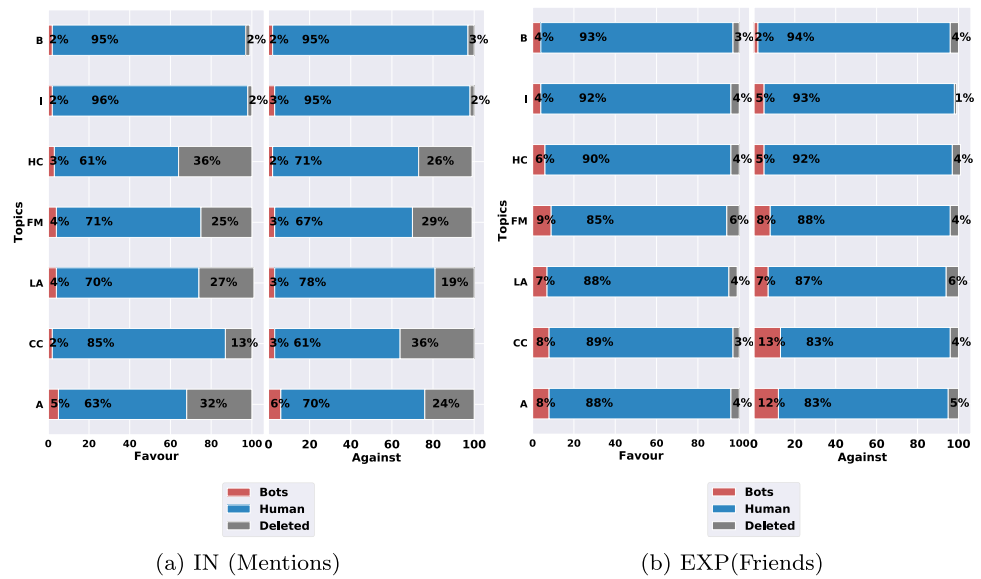 B 2% 95% 2% 2% 95% 3%
I 2% 96% 2% 3% 95% 2%
HC 3% 61% 36% 2% 71% 26%
FM 4% 71% 25% 3% 67% 29%
LA 4% 70% 27% 3% 78% 19%
CC 2% 85% 13% 3% 61% 36%
A 5% 63% 32% 6% 70% 24%
Topics
0 20 40 60 80 100 0 20 40 60 80 100
Favour Against
Bots
Human
Deleted
(a) IN (Mentions)
B 4% 93% 3% 2% 94% 4%
I 4% 92% 4% 5% 93% 1%
HC 6% 90% 4% 5% 92% 4%
FM 9% 85% 6% 8% 88% 4%
LA 7% 88% 4% 7% 87% 6%
CC 8% 89% 3% 13% 83% 4%
A 8% 88% 4% 12% 83% 5%
Topics
0 20 40 60 80 100 0 20 40 60 80 100
Favour Against
Bots
Human
Deleted
(b) EXP(Friends)